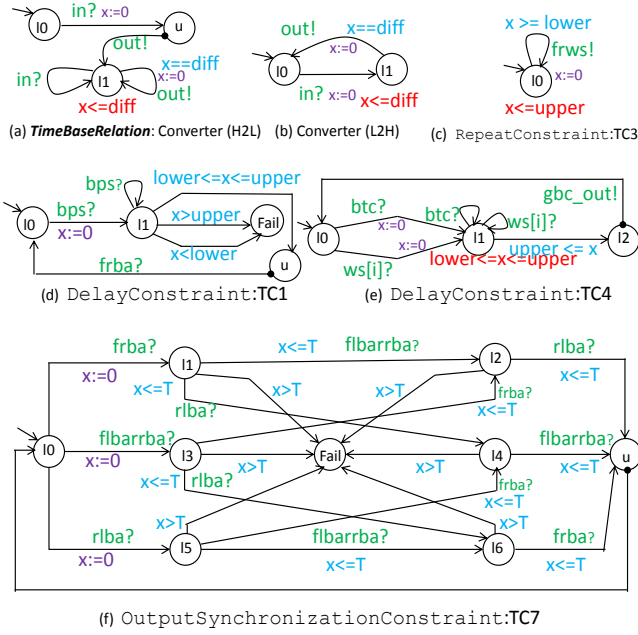 in? x:=0
l0
u
out!
in?
l1
x==diff
x:=0
out!
x<=diff
(a) TimeBaseRelation: Converter (H2L)
out!
x==diff
x:=0
l0
l1
in? x:=0
x<=diff
(b) Converter (L2H)
x >= lower
frws!
l0
x:=0
x<=upper
(c) RepeatConstraint:TC3
bps?
lower<=x<=upper
l0
bps?
x:=0
l1
x>upper
Fail
x<lower
frba?
u
(d) DelayConstraint:TC1
gbc_out!
btc?
btc?
l0
x:=0
x:=0
l1
ws[i]?
l2
ws[i]?
upper <= x
lower<=x<=upper
(e) DelayConstraint:TC4
frba?
x:=0
l1
x<=T
flbarrba?
l2
rlba?
x<=T
x<=T
x>T
x>T
frba?
rlba?
x<=T
l0
flbarrba?
x:=0
l3
x>T
Fail
x>T
l4
flbarrba?
x<=T
u
x<=T
rlba?
frba?
x<=T
x>T
x>T
rlba?
x:=0
l5
flbarrba?
x<=T
l6
frba?
x<=T
(f) OutputSynchronizationConstraint:TC7